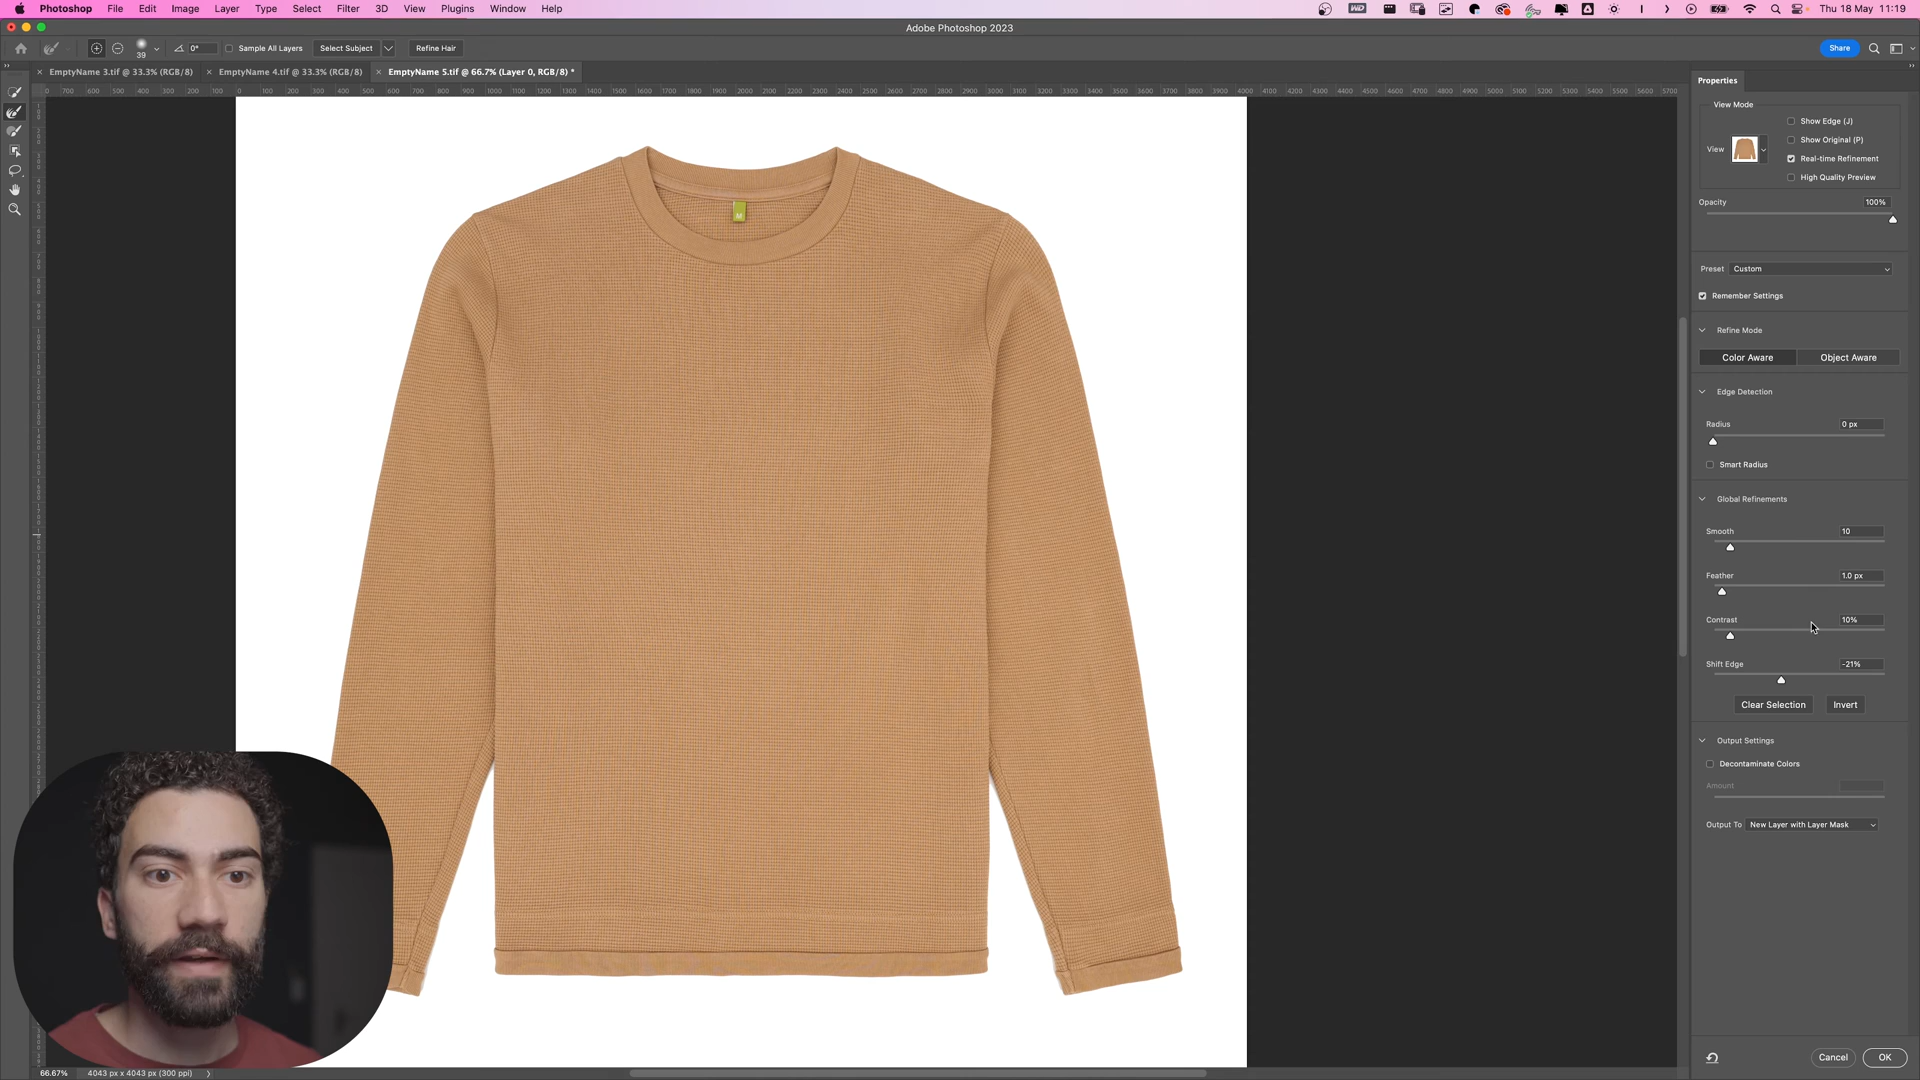 Photoshop File Edit Image Layer Type Select Filter 3D View Plugins Window Help Thu 18 May 11:19
Adobe Photoshop 2023
39 0° Sample All Layers Select Subject Refine Hair Share
EmptyName 3.tif @ 33.3% (RGB/8) EmptyName 4.tif @ 33.3% (RGB/8) EmptyName 5.tif @ 66.7% (Layer 0, RGB/8) *
Properties
View Mode
Show Edge (J)
Show Original (P)
View
Real-time Refinement
High Quality Preview
Opacity 100%
M
Preset Custom
Remember Settings
Refine Mode
Color Aware Object Aware
Edge Detection
Radius 0 px
Smart Radius
Global Refinements
Smooth 10
Feather 1.0 px
Contrast 10%
Shift Edge -21%
Clear Selection Invert
Output Settings
Decontaminate Colors
Amount
Output To New Layer with Layer Mask
Cancel OK
66.67% 4043 px x 4043 px (300 ppi)